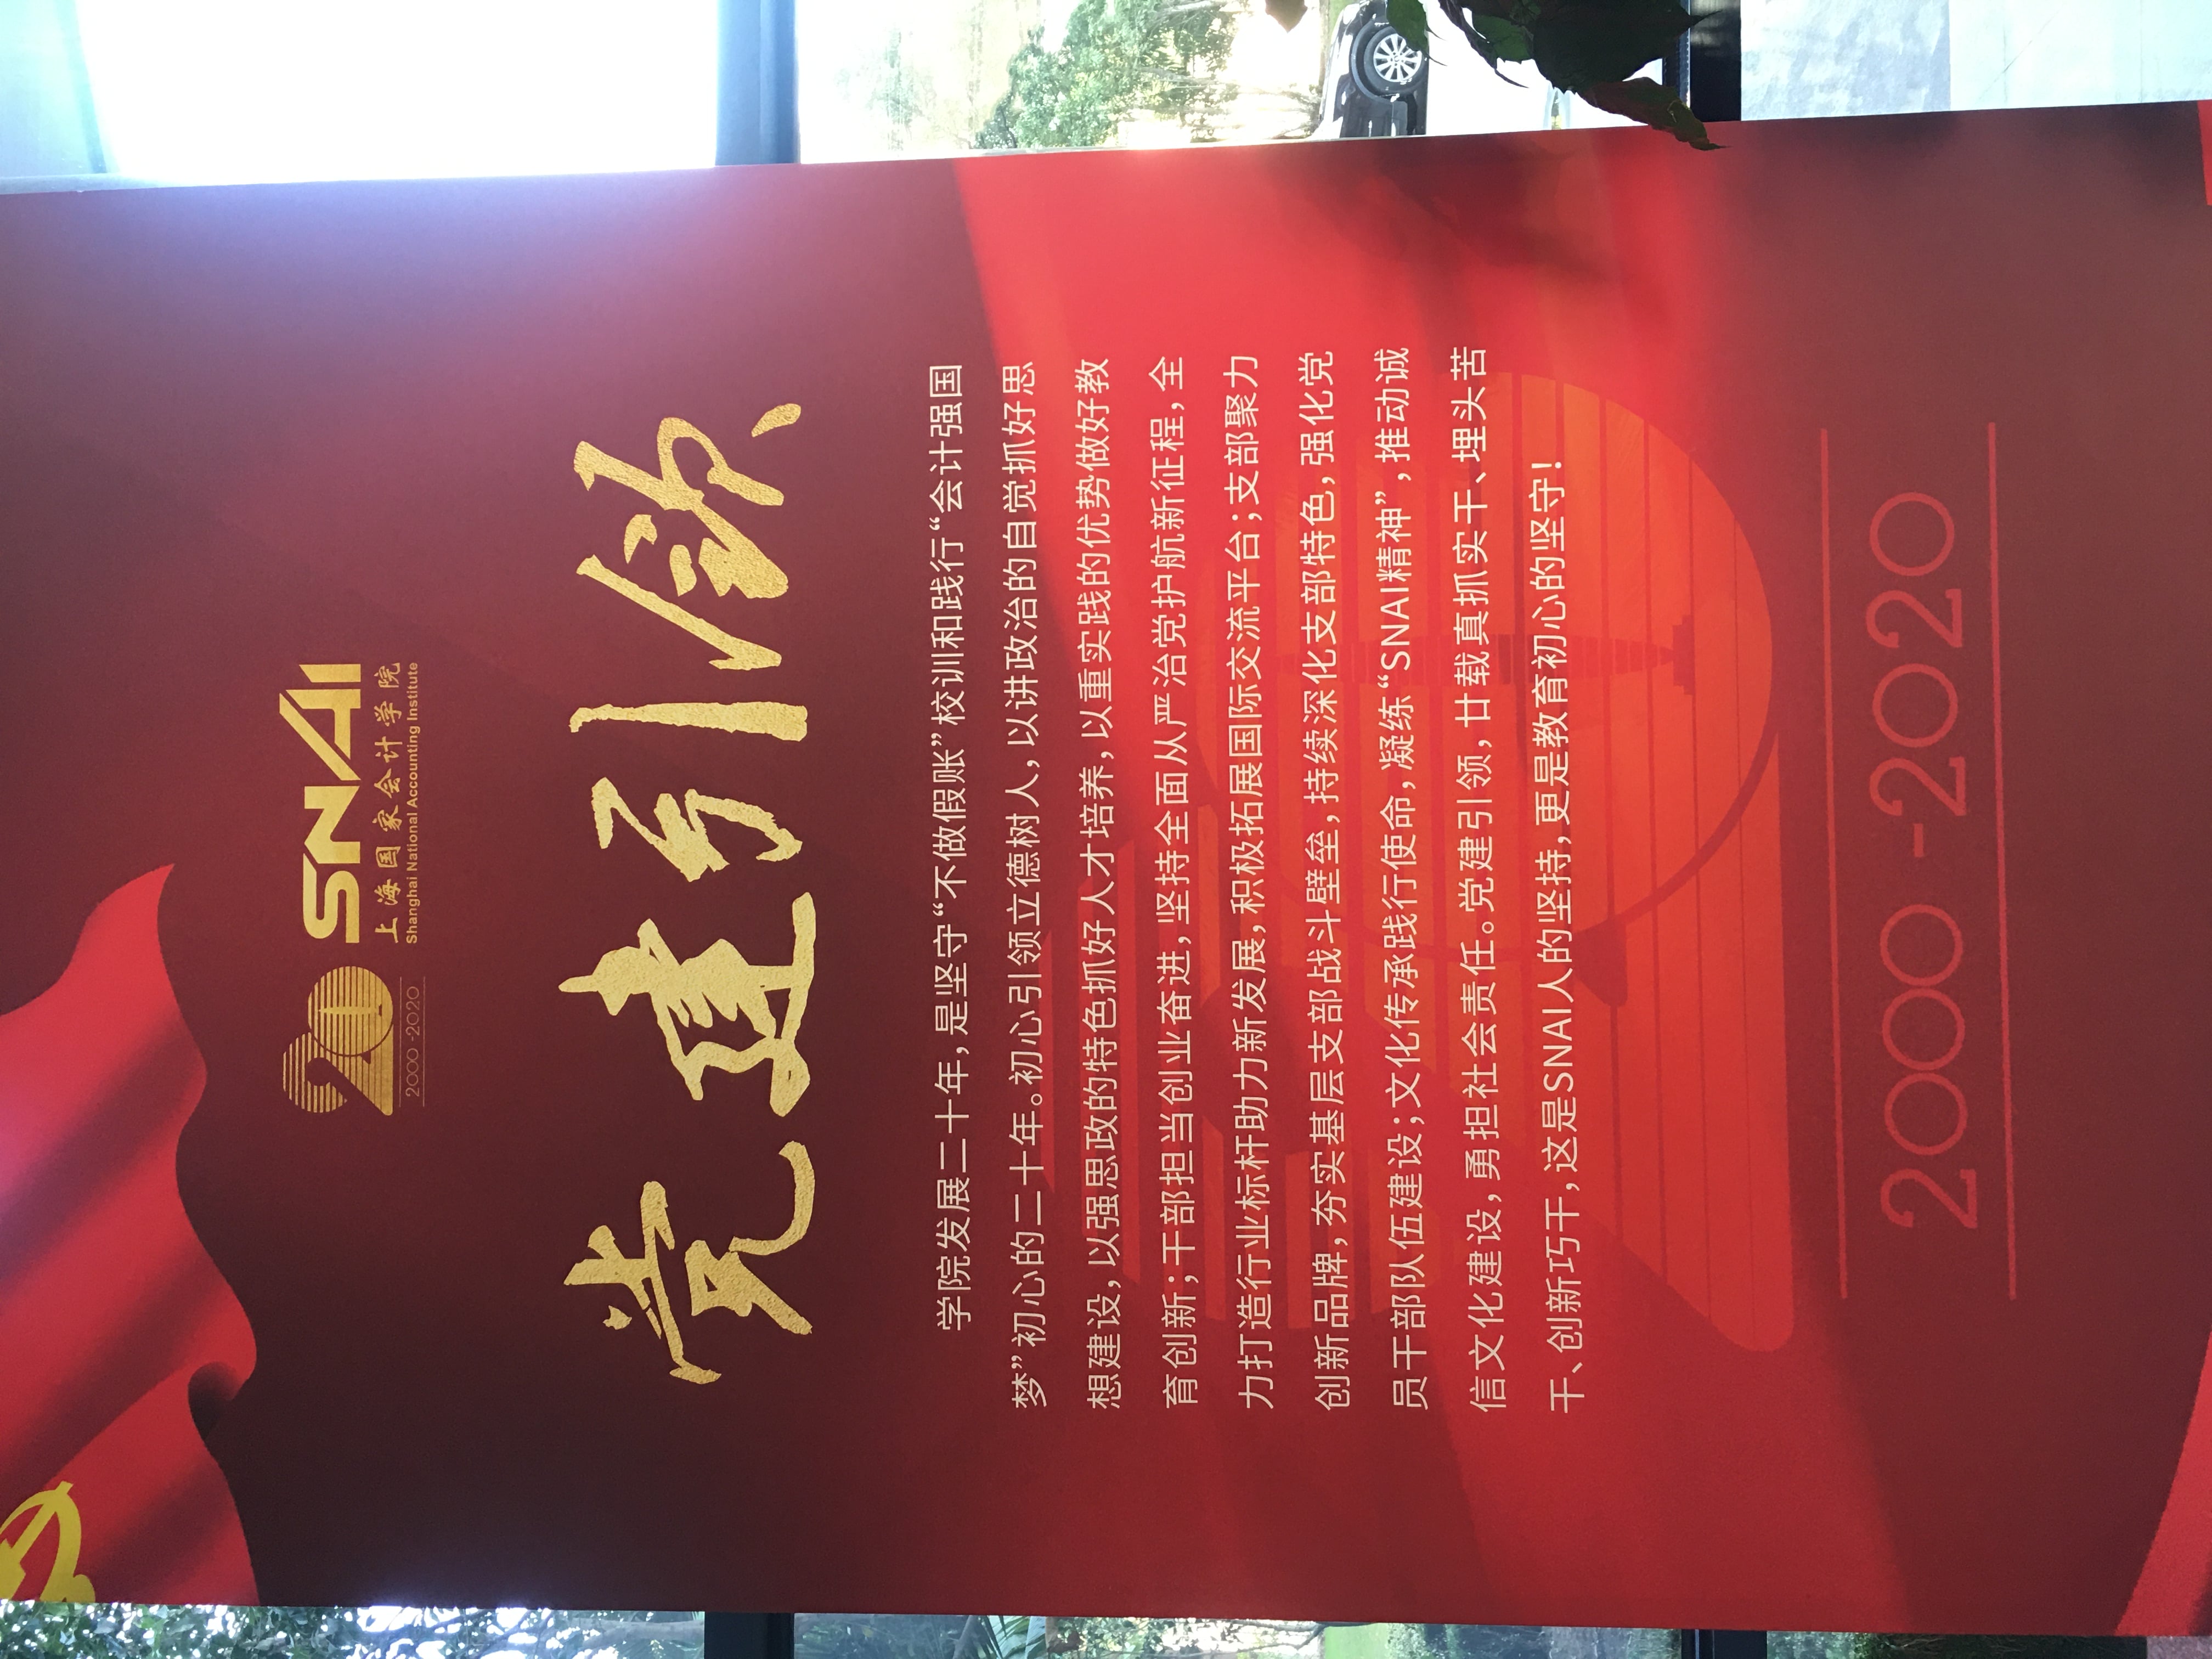 SNAI
上海国家会计学院
Shanghai National Accounting Institute
20
2000-2020
党建引领
学院发展二十年,是坚守“不做假账”校训和践行“会计强国
梦”初心的二十年。初心引领立德树人,以讲政治的自觉抓好思
想建设,以强思政的特色抓好人才培养,以重实践的优势做好教
育创新;干部担当创业奋进,坚持全面从严治党护航新征程,全
力打造行业标杆助力新发展,积极拓展国际交流平台;支部聚力
创新品牌,夯实基层支部战斗壁垒,持续深化支部特色,强化党
员干部队伍建设;文化传承践行使命,凝练“SNAI精神”,推动诚
信文化建设,勇担社会责任。党建引领,廿载真抓实干、埋头苦
干、创新巧干,这是SNAI人的坚持,更是教育初心的坚守!
2000-2020